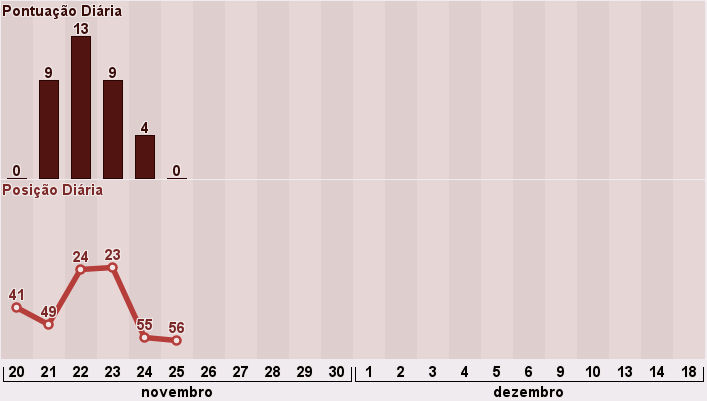 Pontuação Diária
0 9 13 9 4 0
Posição Diária
41 49 24 23 55 56
20 21 22 23 24 25 26 27 28 29 30 1 2 3 4 5 6 9 10 13 14 18
novembro dezembro